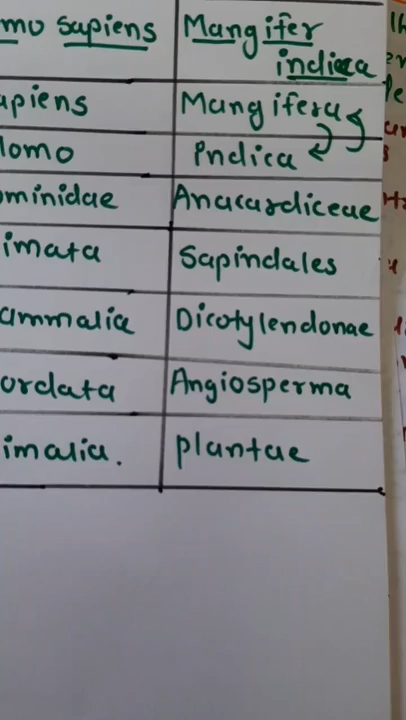 mo sapiens Mangifer
indica
apiens Mangifera
lomo Indica
minidae Anacardiceae
imata Sapindales
ammalia Dicotylendonae
ordata Angiosperma
imalia. plantae